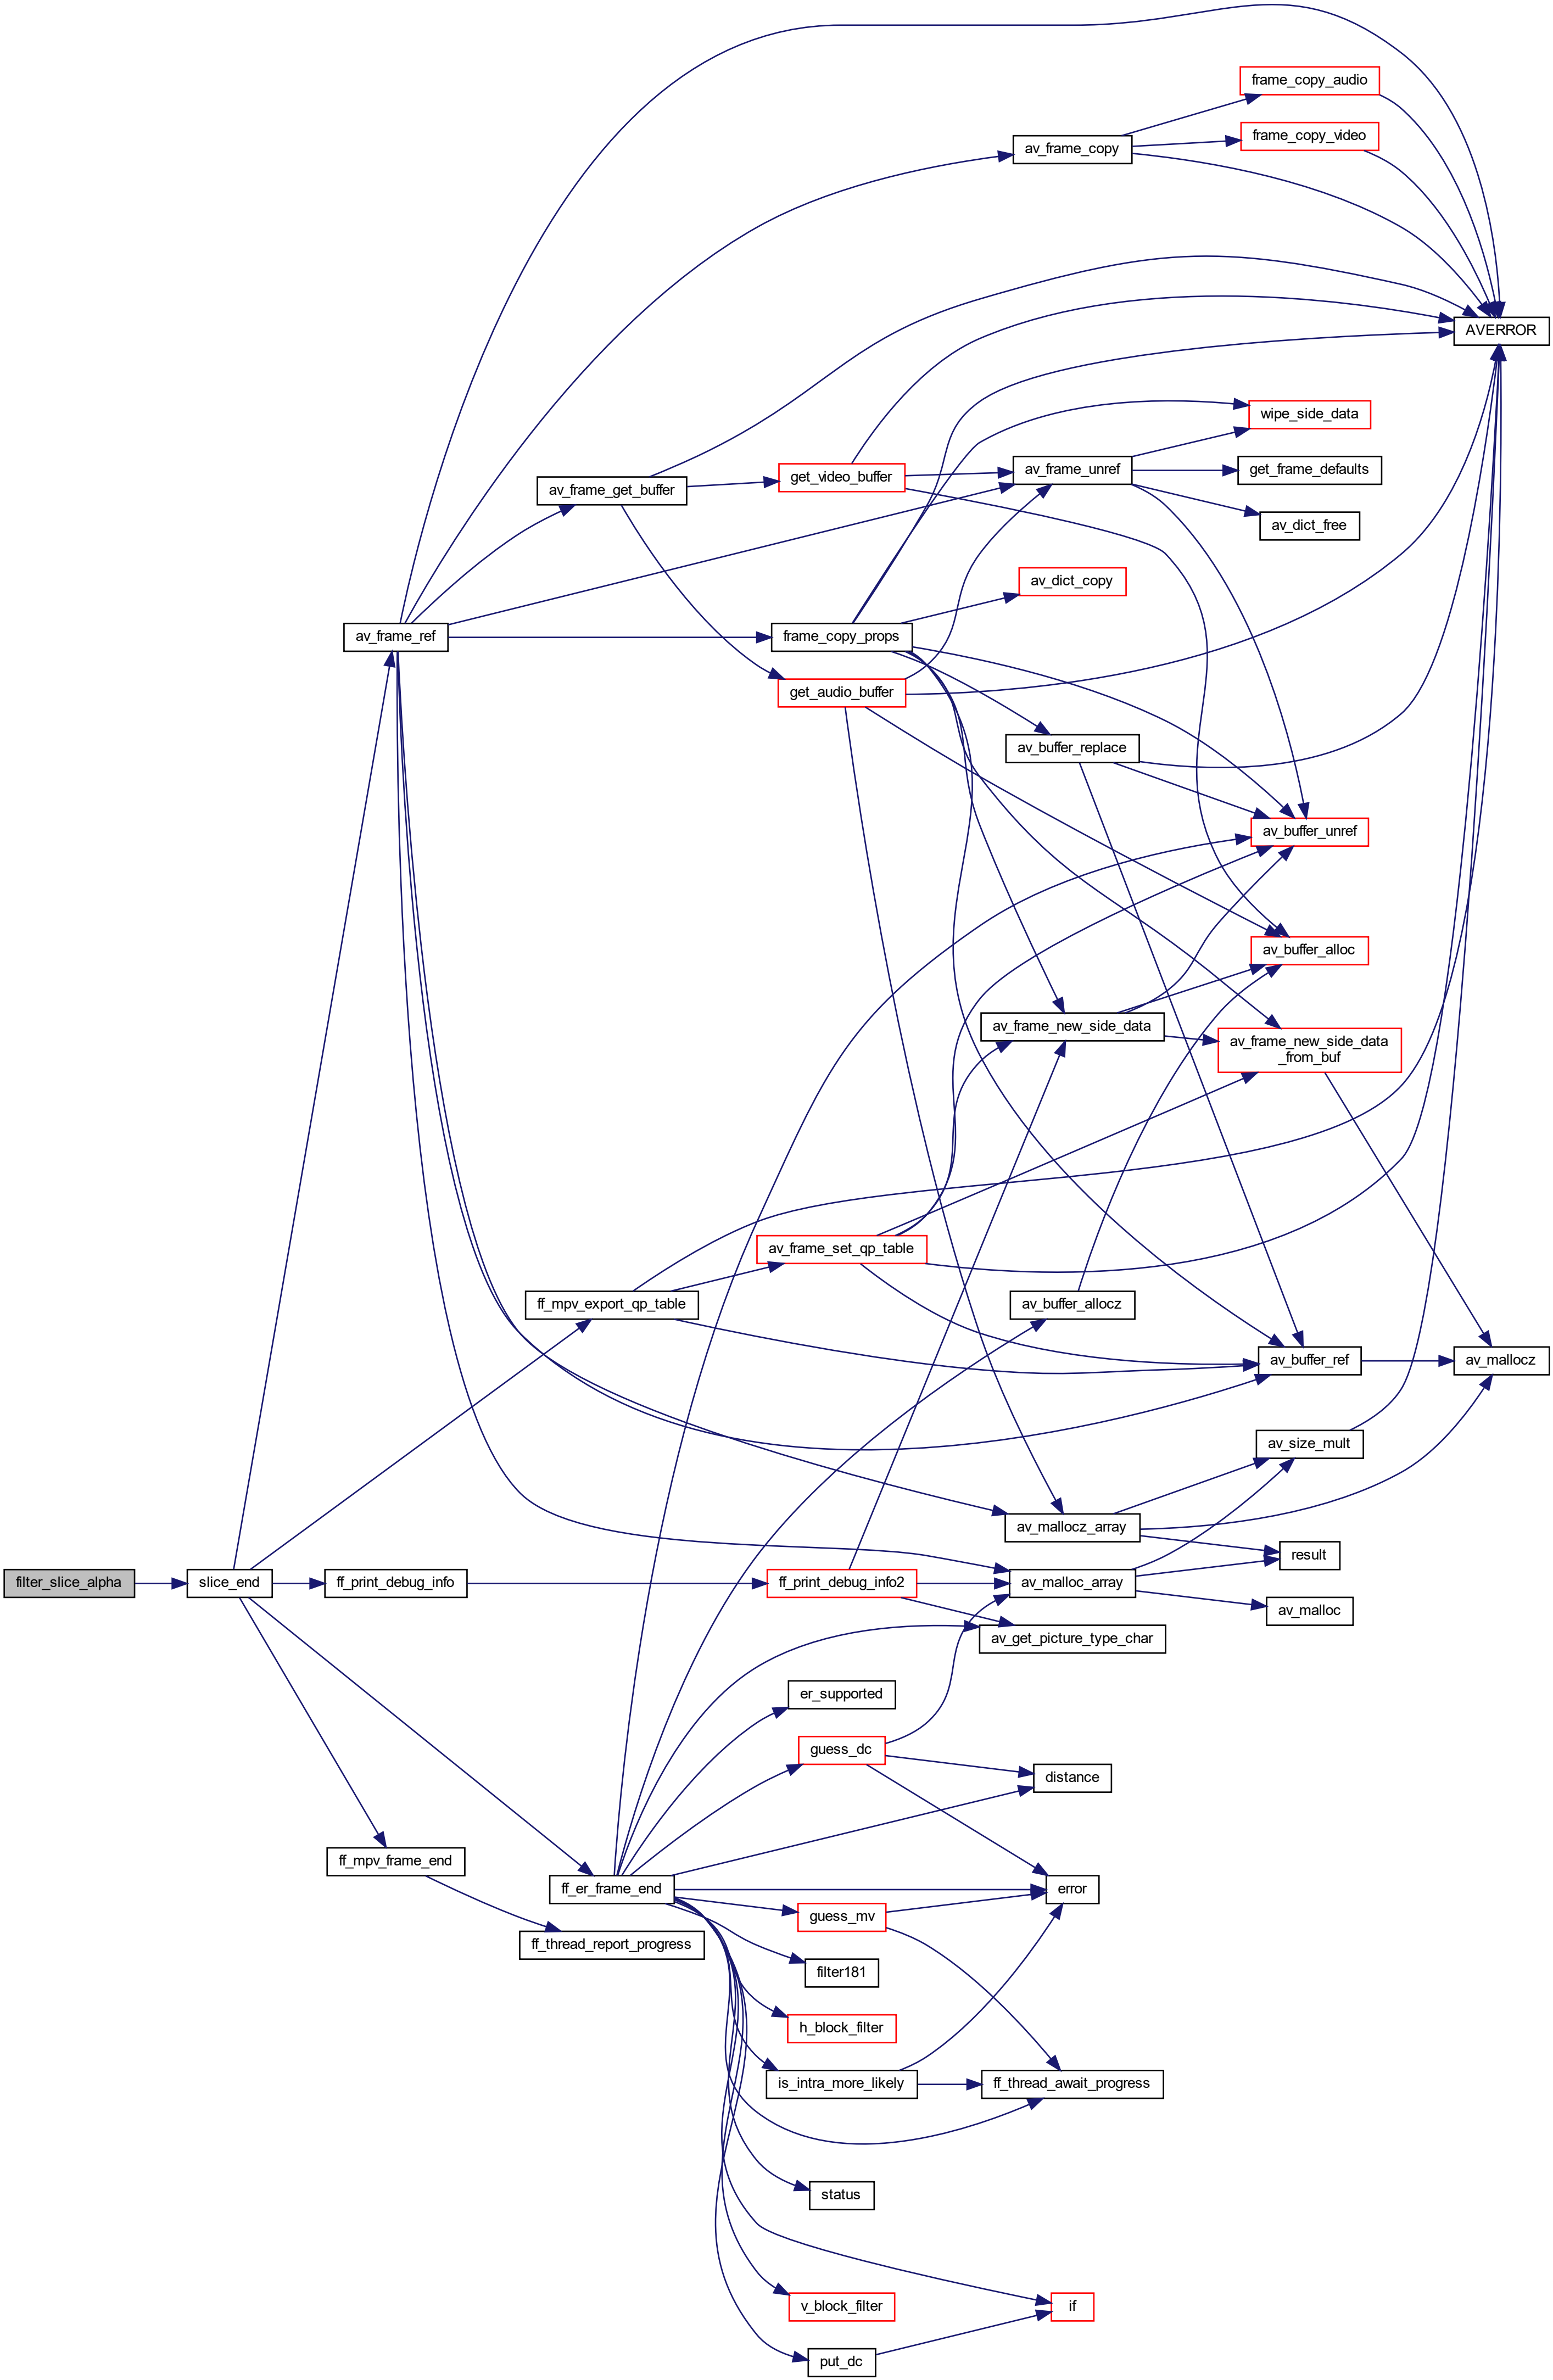 frame_copy_audio
frame_copy_video
av_frame_copy
AVERROR
wipe_side_data
av_frame_unref
get_frame_defaults
get_video_buffer
av_frame_get_buffer
av_dict_free
av_dict_copy
av_frame_ref
frame_copy_props
get_audio_buffer
av_buffer_replace
av_buffer_unref
av_buffer_alloc
av_frame_new_side_data
av_frame_new_side_data
_from_buf
av_frame_set_qp_table
ff_mpv_export_qp_table
av_buffer_allocz
av_buffer_ref
av_mallocz
av_size_mult
av_mallocz_array
result
filter_slice_alpha
slice_end
ff_print_debug_info
ff_print_debug_info2
av_malloc_array
av_malloc
av_get_picture_type_char
er_supported
guess_dc
distance
ff_mpv_frame_end
ff_er_frame_end
error
guess_mv
ff_thread_report_progress
filter181
h_block_filter
is_intra_more_likely
ff_thread_await_progress
status
v_block_filter
if
put_dc